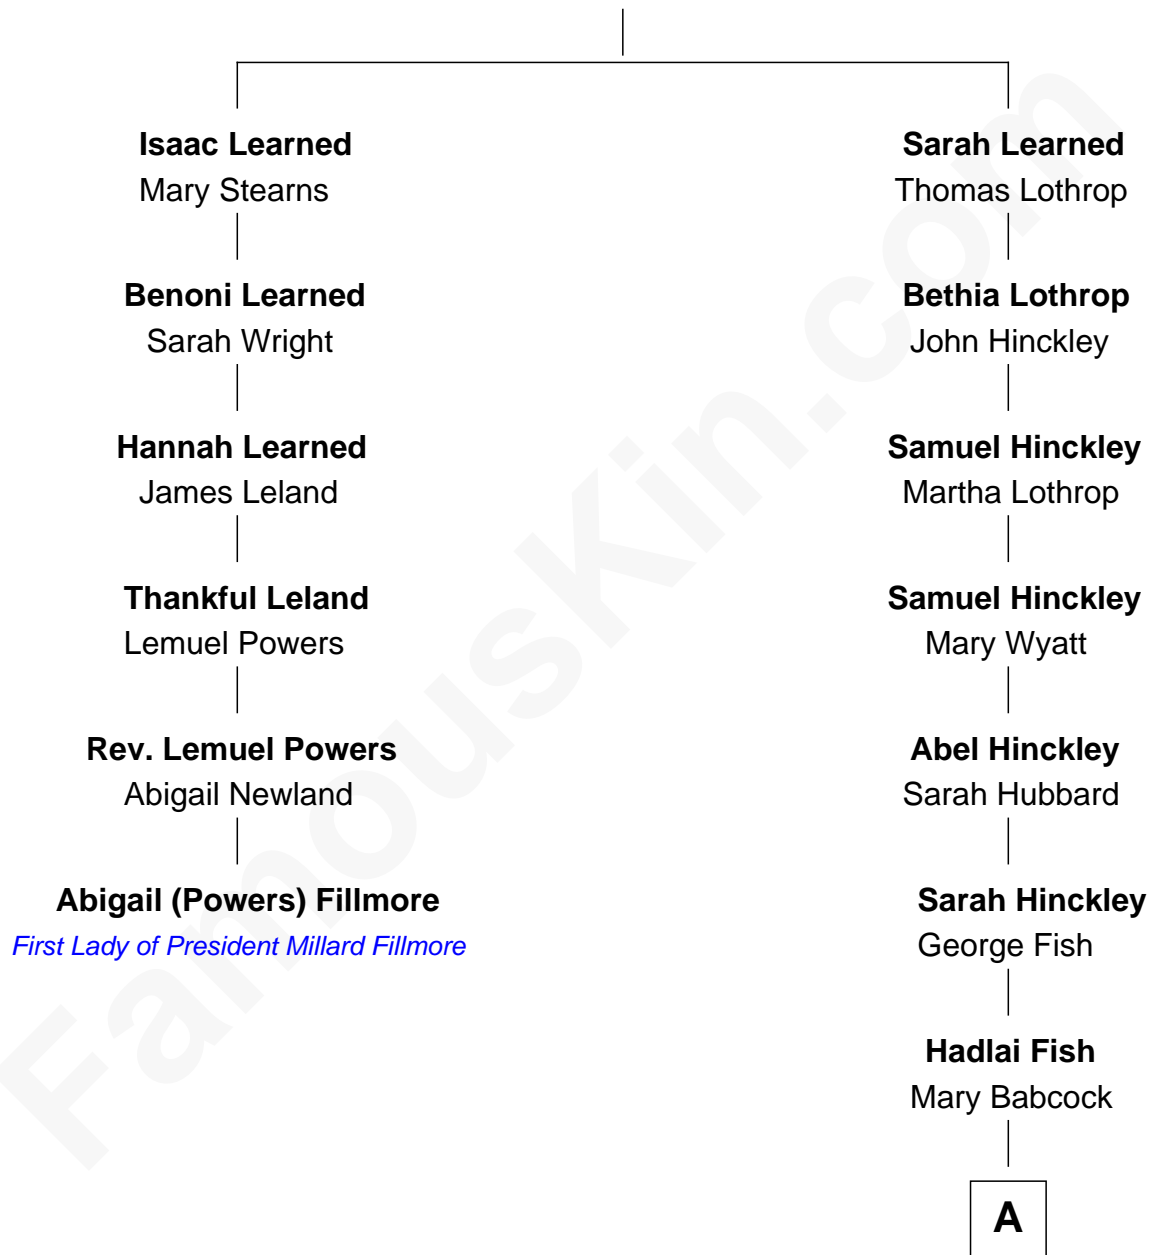 Isaac Learned
Mary Stearns
Benoni Learned
Sarah Wright
Hannah Learned
James Leland
Thankful Leland
Lemuel Powers
Rev. Lemuel Powers
Abigail Newland
Abigail (Powers) Fillmore
First Lady of President Millard Fillmore
Sarah Learned
Thomas Lothrop
Bethia Lothrop
John Hinckley
Samuel Hinckley
Martha Lothrop
Samuel Hinckley
Mary Wyatt
Abel Hinckley
Sarah Hubbard
Sarah Hinckley
George Fish
Hadlai Fish
Mary Babcock
A
FamousKin.com